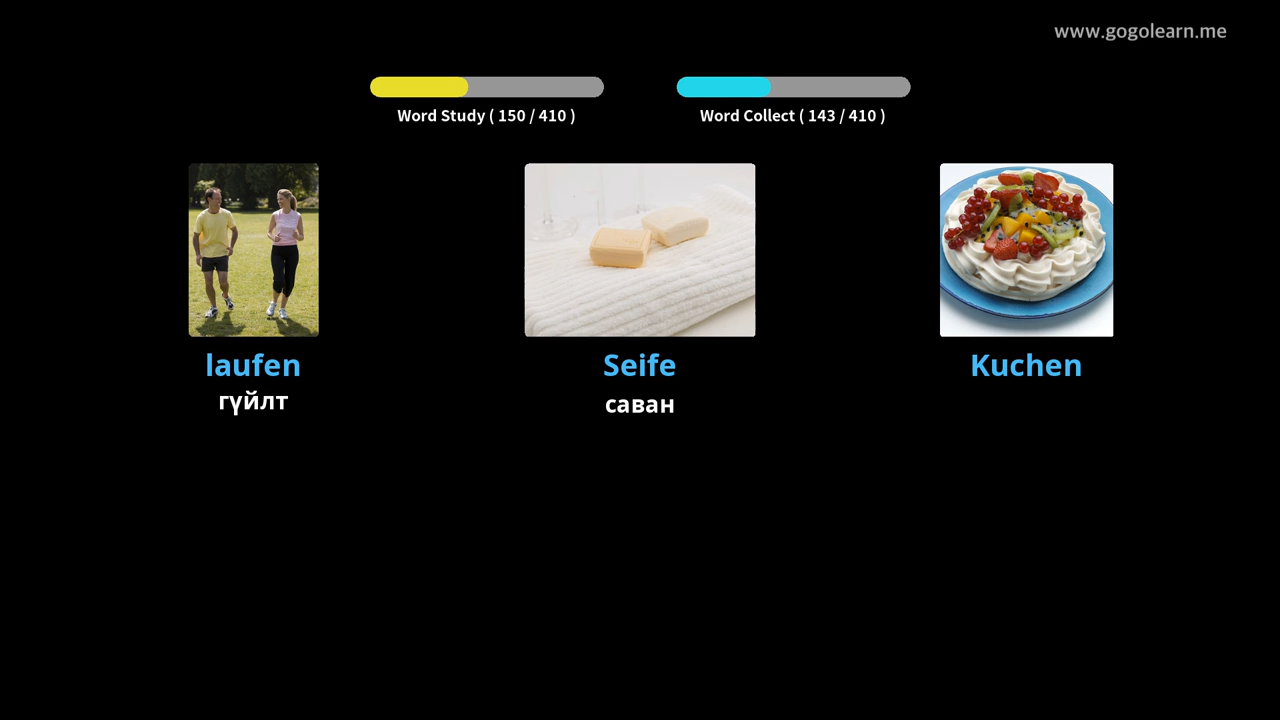 www.gogolearn.me
Word Study ( 150 / 410 )
Word Collect ( 143 / 410 )
laufen
гүйлт
Seife
саван
Kuchen